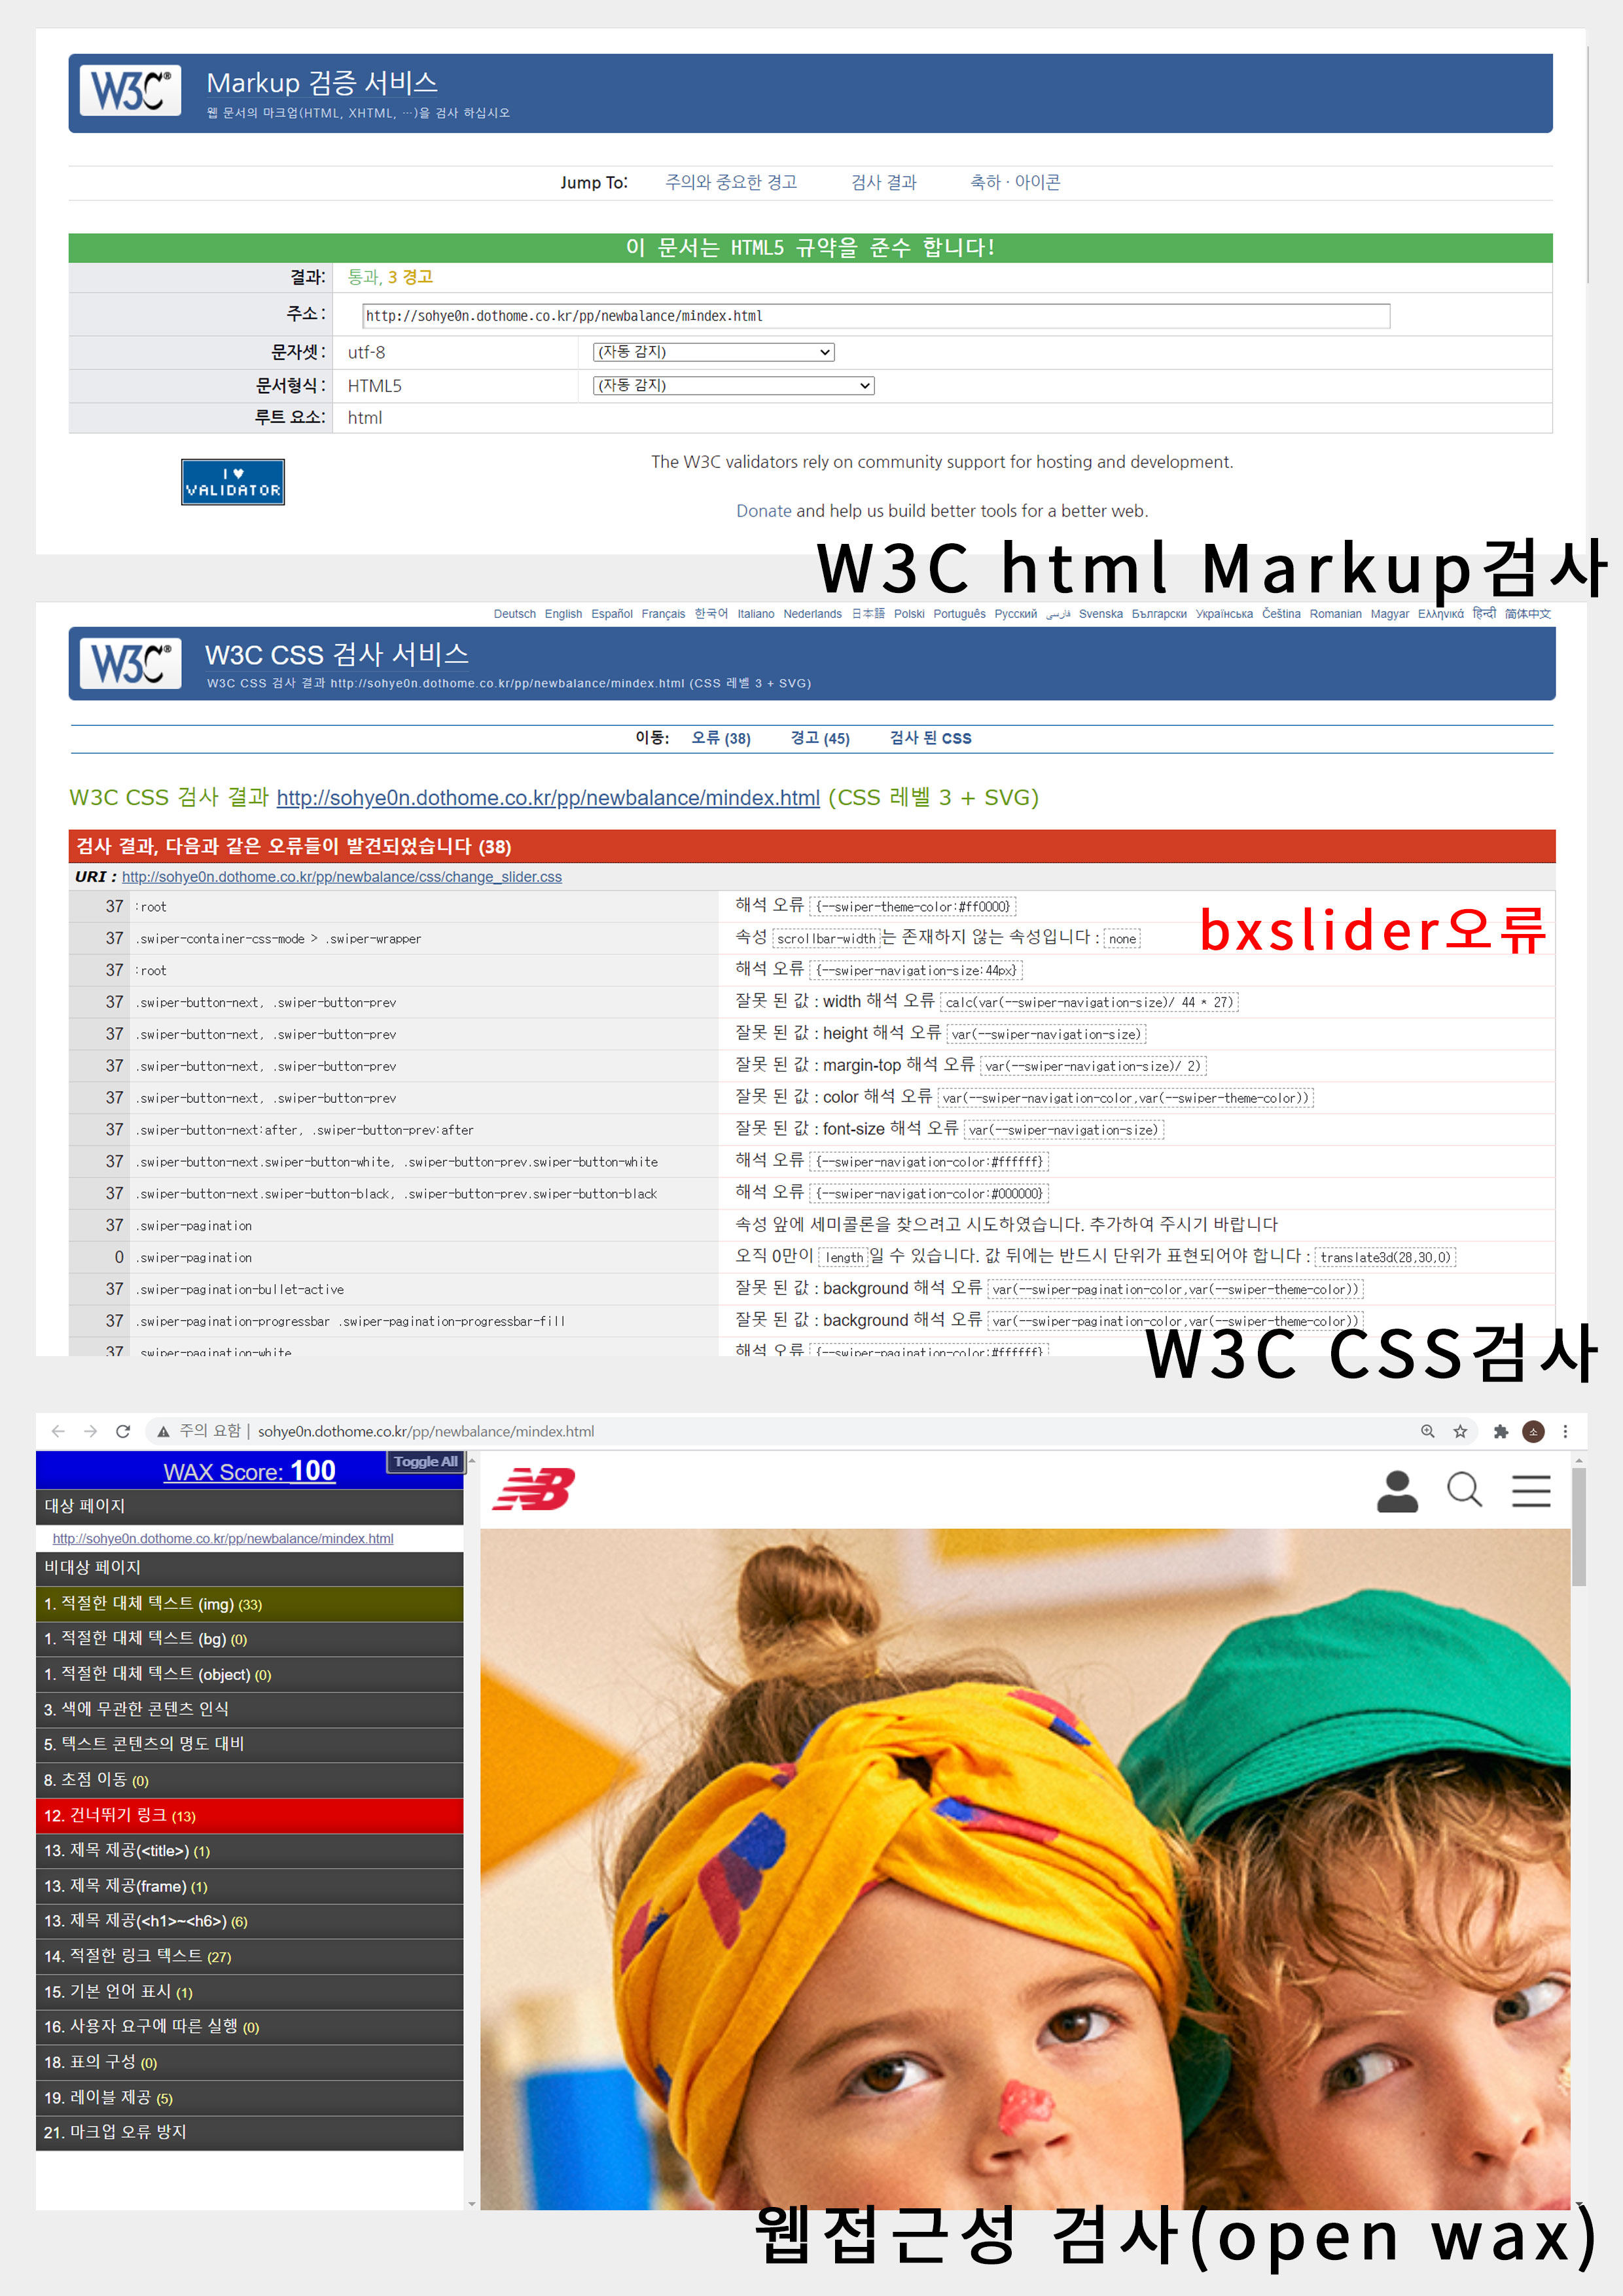 W3C® Markup 검증 서비스
웹 문서의 마크업(HTML, XHTML, …)을 검사 하십시오
Jump To: 주의와 중요한 경고 검사 결과 축하 · 아이콘
이 문서는 HTML5 규약을 준수 합니다!
결과: 통과, 3 경고
주소 : http://sohye0n.dothome.co.kr/pp/newbalance/mindex.html
문자셋 : utf-8 (자동 감지)
문서형식 : HTML5 (자동 감지)
루트 요소: html
I ♥ VALIDATOR
The W3C validators rely on community support for hosting and development.
Donate and help us build better tools for a better web.
W3C html Markup검사
Deutsch English Español Français 한국어 Italiano Nederlands 日本語 Polski Português Русский فارسی Svenska Български Українська Čeština Romanian Magyar Ελληνικά हिन्दी 简体中文
W3C® W3C CSS 검사 서비스
W3C CSS 검사 결과 http://sohye0n.dothome.co.kr/pp/newbalance/mindex.html (CSS 레벨 3 + SVG)
이동: 오류 (38) 경고 (45) 검사 된 CSS
W3C CSS 검사 결과 http://sohye0n.dothome.co.kr/pp/newbalance/mindex.html (CSS 레벨 3 + SVG)
검사 결과, 다음과 같은 오류들이 발견되었습니다 (38)
URI : http://sohye0n.dothome.co.kr/pp/newbalance/css/change_slider.css
37 :root 해석 오류 {--swiper-theme-color:#ff0000}
bxslider오류
37 .swiper-container-css-mode > .swiper-wrapper 속성 scrollbar-width는 존재하지 않는 속성입니다 : none
37 :root 해석 오류 {--swiper-navigation-size:44px}
37 .swiper-button-next, .swiper-button-prev 잘못 된 값 : width 해석 오류 calc(var(--swiper-navigation-size)/ 44 * 27)
37 .swiper-button-next, .swiper-button-prev 잘못 된 값 : height 해석 오류 var(--swiper-navigation-size)
37 .swiper-button-next, .swiper-button-prev 잘못 된 값 : margin-top 해석 오류 var(--swiper-navigation-size)/ 2)
37 .swiper-button-next, .swiper-button-prev 잘못 된 값 : color 해석 오류 var(--swiper-navigation-color,var(--swiper-theme-color))
37 .swiper-button-next:after, .swiper-button-prev:after 잘못 된 값 : font-size 해석 오류 var(--swiper-navigation-size)
37 .swiper-button-next.swiper-button-white, .swiper-button-prev.swiper-button-white 해석 오류 {--swiper-navigation-color:#ffffff}
37 .swiper-button-next.swiper-button-black, .swiper-button-prev.swiper-button-black 해석 오류 {--swiper-navigation-color:#000000}
37 .swiper-pagination 속성 앞에 세미콜론을 찾으려고 시도하였습니다. 추가하여 주시기 바랍니다
0 .swiper-pagination 오직 0만이 length일 수 있습니다. 값 뒤에는 반드시 단위가 표현되어야 합니다 : translate3d(28,30,0)
37 .swiper-pagination-bullet-active 잘못 된 값 : background 해석 오류 var(--swiper-pagination-color,var(--swiper-theme-color))
37 .swiper-pagination-progressbar .swiper-pagination-progressbar-fill 잘못 된 값 : background 해석 오류 var(--swiper-pagination-color,var(--swiper-theme-color))
37 .swiper-pagination-white 해석 오류 {--swiper-pagination-color:#ffffff}
W3C CSS검사
주의 요함 | sohye0n.dothome.co.kr/pp/newbalance/mindex.html 소
WAX Score: 100 Toggle All
대상 페이지
http://sohye0n.dothome.co.kr/pp/newbalance/mindex.html
비대상 페이지
1. 적절한 대체 텍스트 (img) (33)
1. 적절한 대체 텍스트 (bg) (0)
1. 적절한 대체 텍스트 (object) (0)
3. 색에 무관한 콘텐츠 인식
5. 텍스트 콘텐츠의 명도 대비
8. 초점 이동 (0)
12. 건너뛰기 링크 (13)
13. 제목 제공(<title>) (1)
13. 제목 제공(frame) (1)
13. 제목 제공(<h1>~<h6>) (6)
14. 적절한 링크 텍스트 (27)
15. 기본 언어 표시 (1)
16. 사용자 요구에 따른 실행 (0)
18. 표의 구성 (0)
19. 레이블 제공 (5)
21. 마크업 오류 방지
NB
웹접근성 검사(open wax)